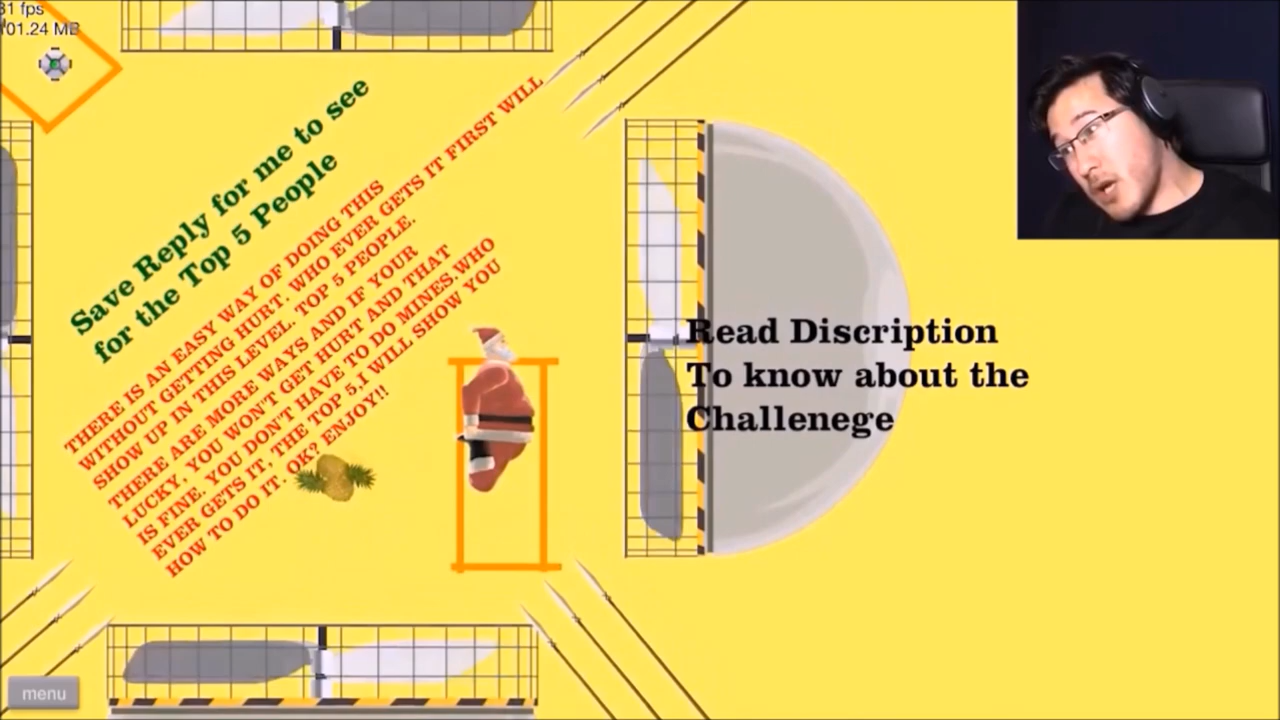 31 fps
101.24 MB
Save Reply for me to see
for the Top 5 People
THERE IS AN EASY WAY OF DOING THIS
WITHOUT GETTING HURT. WHO EVER GETS IT FIRST WILL
SHOW UP IN THIS LEVEL. TOP 5 PEOPLE.
THERE ARE MORE WAYS AND IF YOUR
LUCKY, YOU WON'T GET HURT AND THAT
IS FINE. YOU DON'T HAVE TO DO MINES.WHO
EVER GETS IT, THE TOP 5,I WILL SHOW YOU
HOW TO DO IT. OK? ENJOY!!
Read Discription
To know about the
Challenege
menu